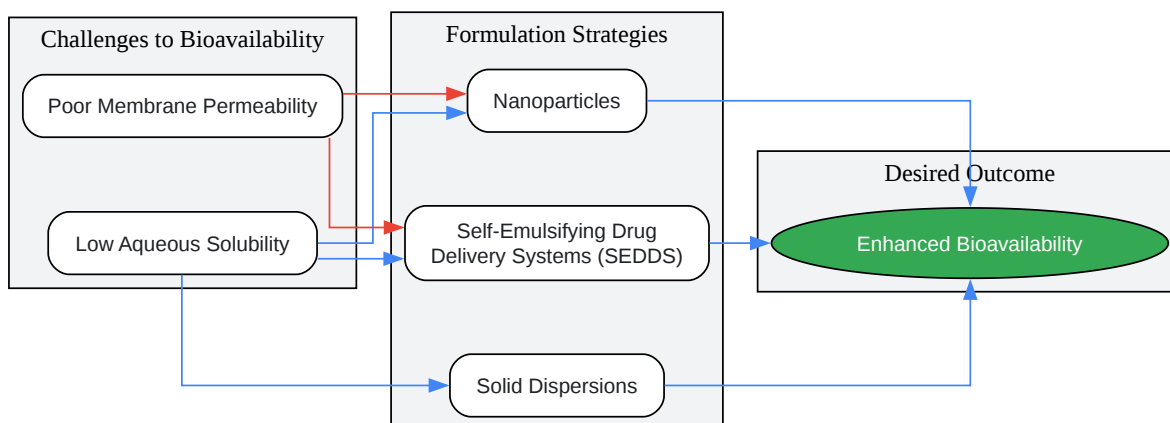 Challenges to Bioavailability
Poor Membrane Permeability
Low Aqueous Solubility
Formulation Strategies
Nanoparticles
Self-Emulsifying Drug
Delivery Systems (SEDDS)
Solid Dispersions
Desired Outcome
Enhanced Bioavailability